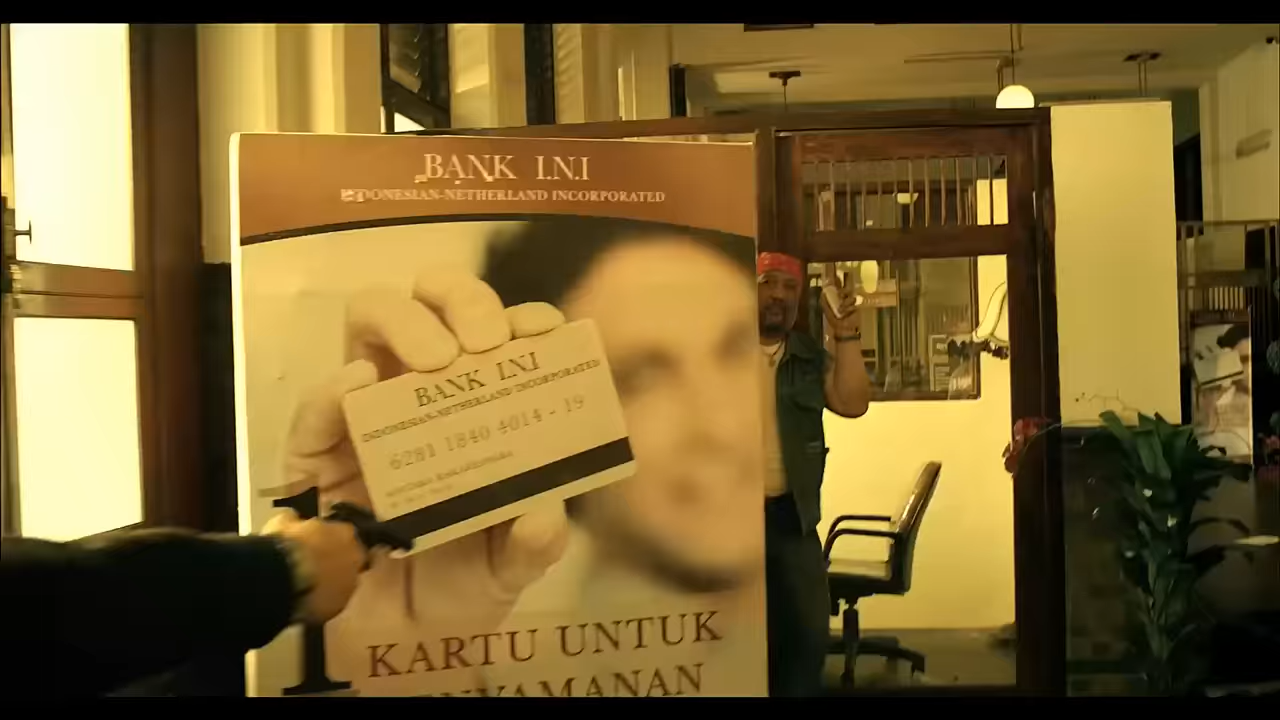 BANK I.N.I
INDONESIAN-NETHERLAND INCORPORATED
BANK I.N.I
INDONESIAN-NETHERLAND INCORPORATED
6281 1840 4014 - 19
KARTU UNTUK